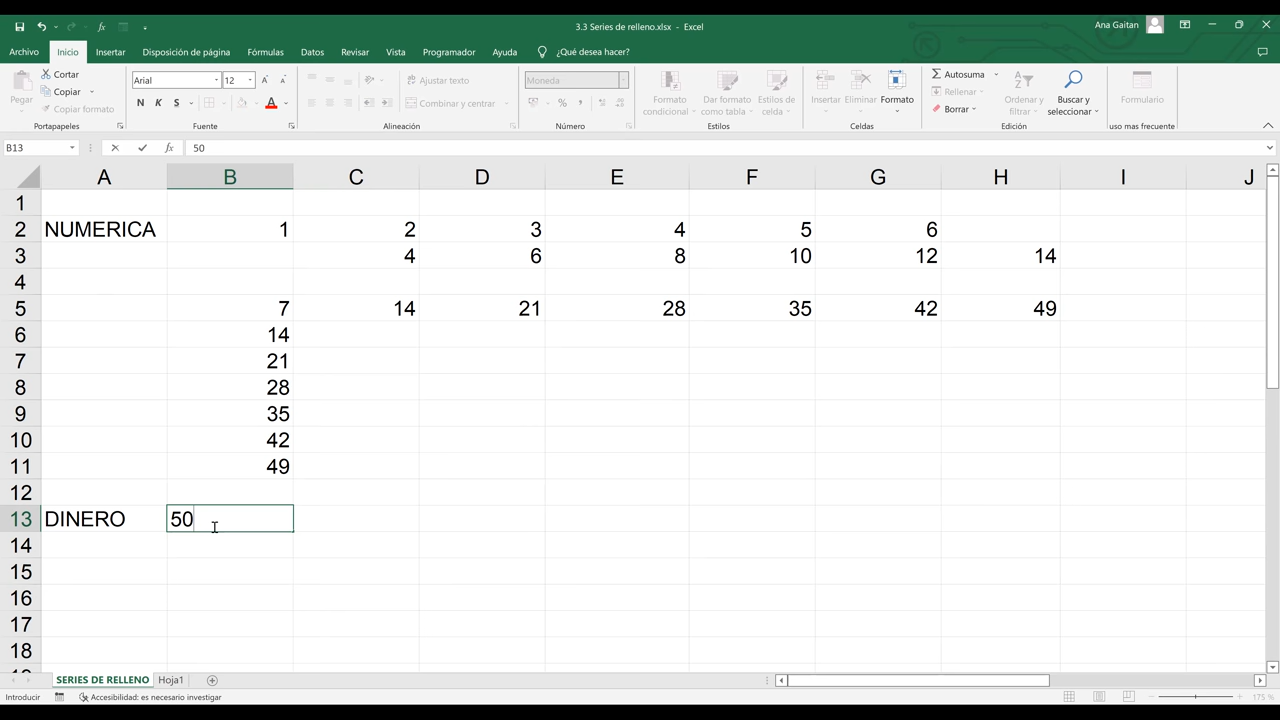 3.3 Series de relleno.xlsx - Excel
Ana Gaitan
Archivo Inicio Insertar Disposición de página Fórmulas Datos Revisar Vista Programador Ayuda ¿Qué desea hacer?
Pegar
Cortar
Copiar
Copiar formato
Portapapeles
Arial 12
N K S
Fuente
Ajustar texto
Combinar y centrar
Alineación
Moneda
Número
Formato condicional
Dar formato como tabla
Estilos de celda
Estilos
Insertar Eliminar Formato
Celdas
Autosuma
Rellenar
Borrar
Ordenar y filtrar
Buscar y seleccionar
Edición
Formulario
uso mas frecuente
B13 fx 50
A B C D E F G H I J
1
2 NUMERICA 1 2 3 4 5 6
3 4 6 8 10 12 14
4
5 7 14 21 28 35 42 49
6 14
7 21
8 28
9 35
10 42
11 49
12
13 DINERO 50
14
15
16
17
18
SERIES DE RELLENO Hoja1
Introducir Accesibilidad: es necesario investigar 175 %